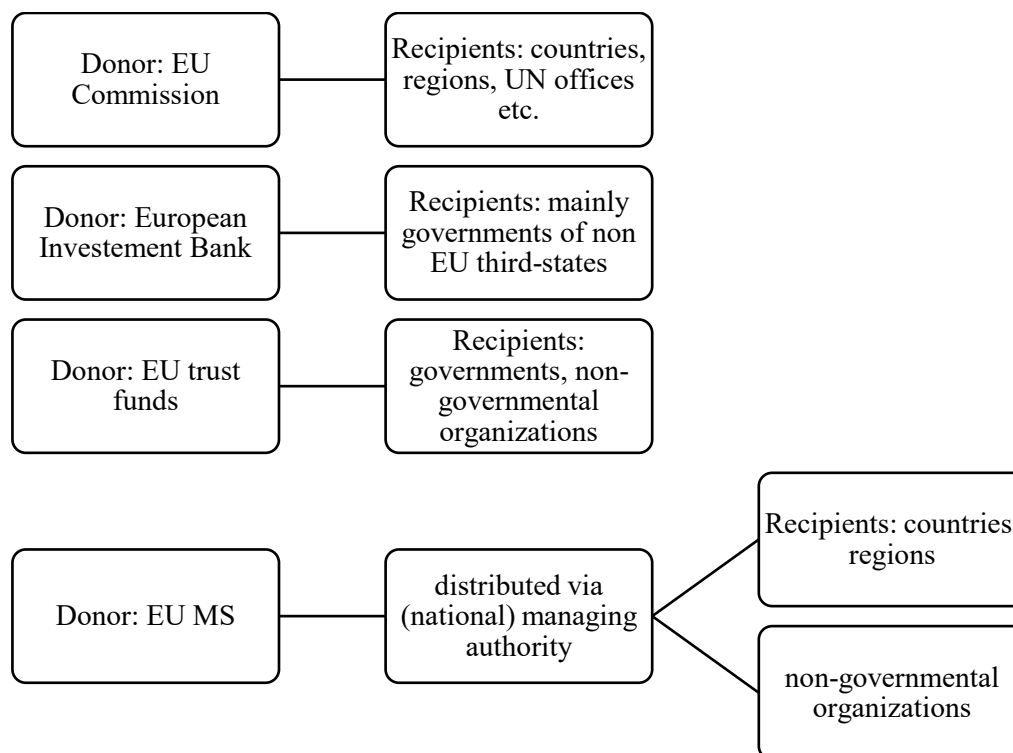 Donor: EU
Commission
Recipients: countries,
regions, UN offices
etc.
Donor: European
Investement Bank
Recipients: mainly
governments of non
EU third-states
Donor: EU trust
funds
Recipients:
governments, non-
governmental
organizations
Donor: EU MS
distributed via
(national) managing
authority
Recipients: countries
regions
non-governmental
organizations